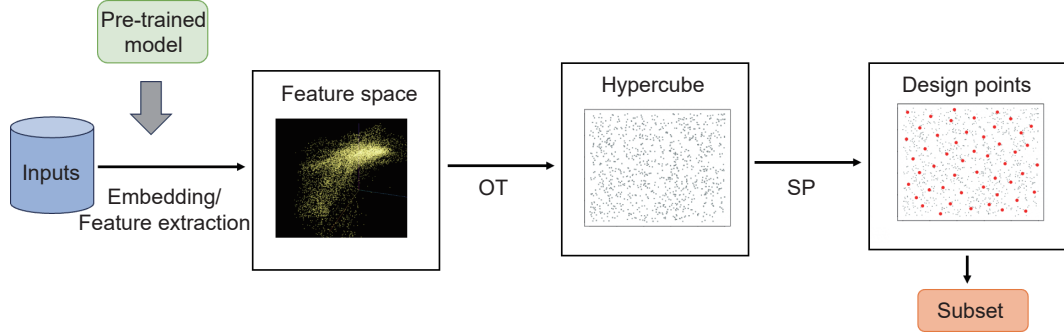 Pre-trained
model
Inputs
Embedding/
Feature extraction
Feature space
OT
Hypercube
SP
Design points
Subset